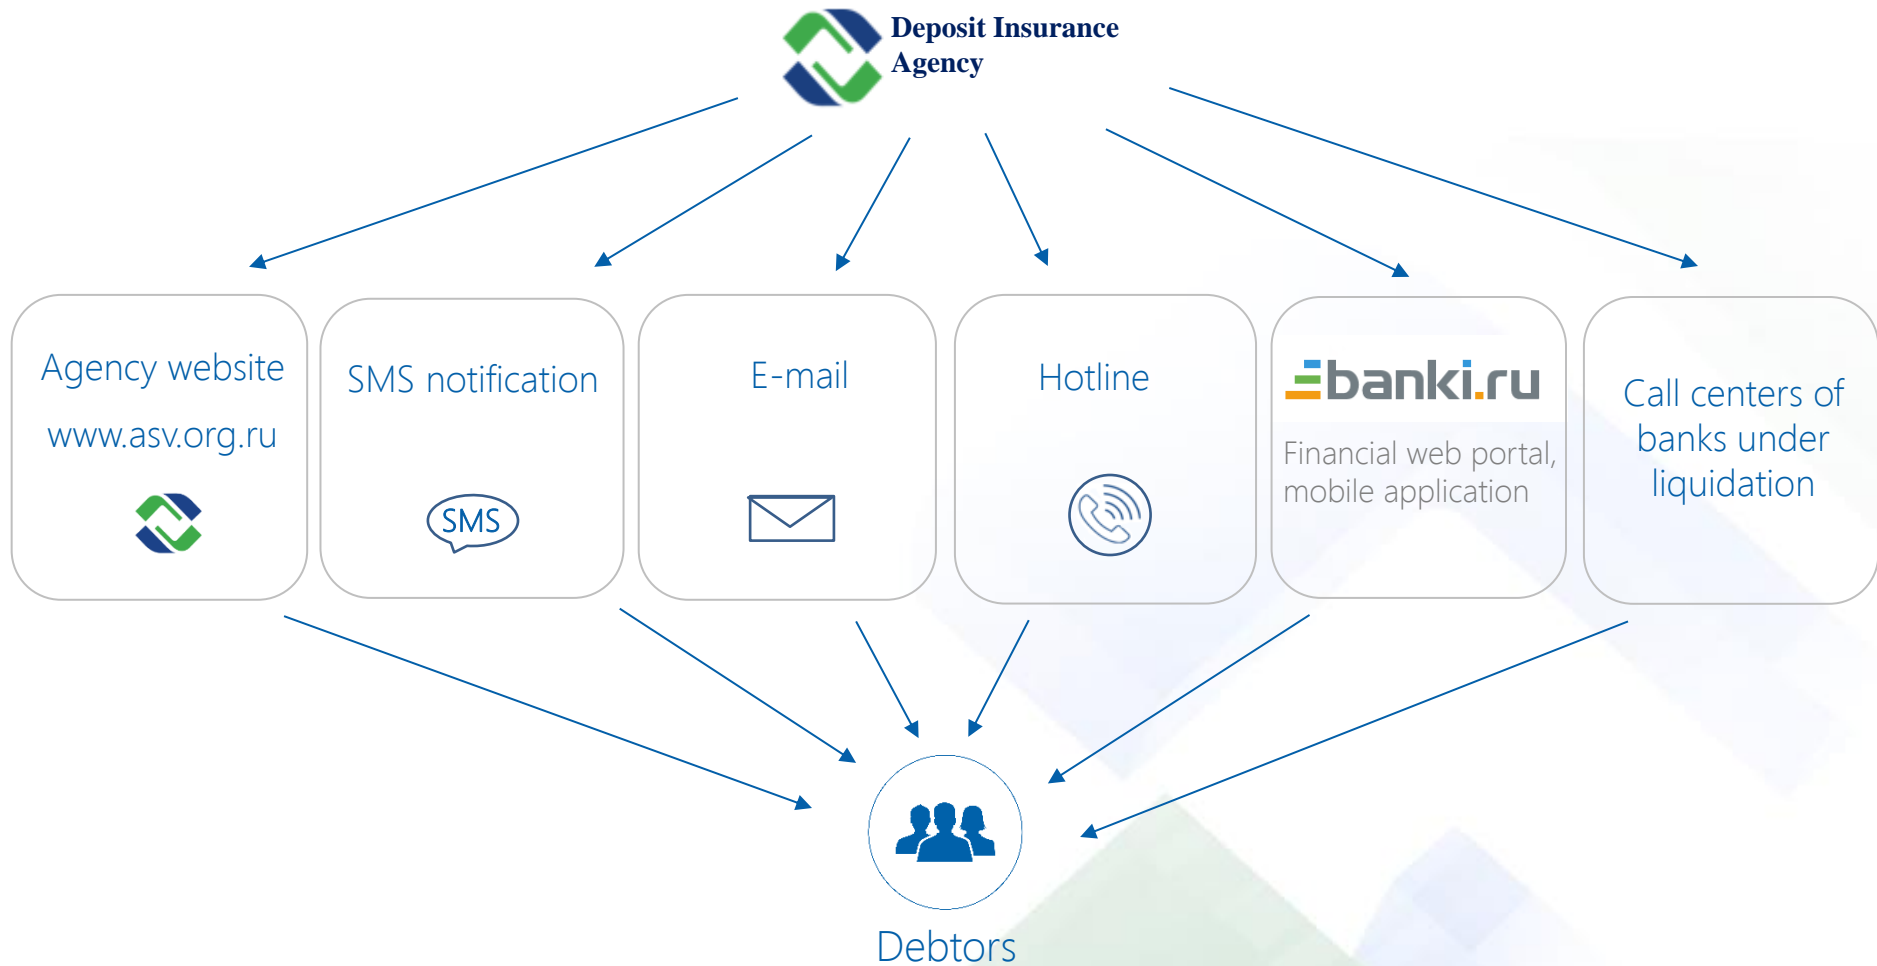 Deposit Insurance
Agency
Agency website
www.asv.org.ru
SMS notification
SMS
E-mail
Hotline
banki.ru
Financial web portal,
mobile application
Call centers of
banks under
liquidation
Debtors